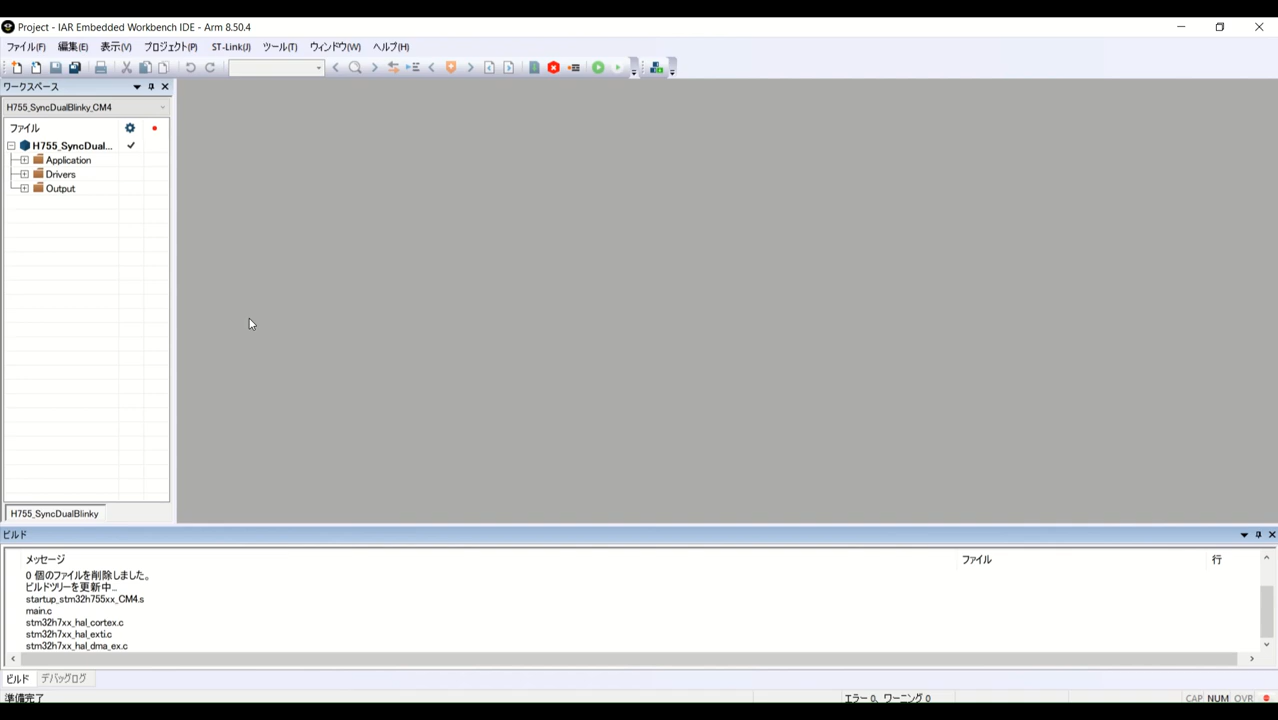 Project - IAR Embedded Workbench IDE - Arm 8.50.4
ファイル(F) 編集(E) 表示(V) プロジェクト(P) ST-Link(J) ツール(T) ウィンドウ(W) ヘルプ(H)
ワークスペース
H755_SyncDualBlinky_CM4
ファイル
H755_SyncDual...
Application
Drivers
Output
H755_SyncDualBlinky
ビルド
メッセージ ファイル 行
0 個のファイルを削除しました。
ビルドツリーを更新中...
startup_stm32h755xx_CM4.s
main.c
stm32h7xx_hal_cortex.c
stm32h7xx_hal_exti.c
stm32h7xx_hal_dma_ex.c
ビルド デバッグログ
準備完了 エラー 0, ワーニング 0 CAP NUM OVR